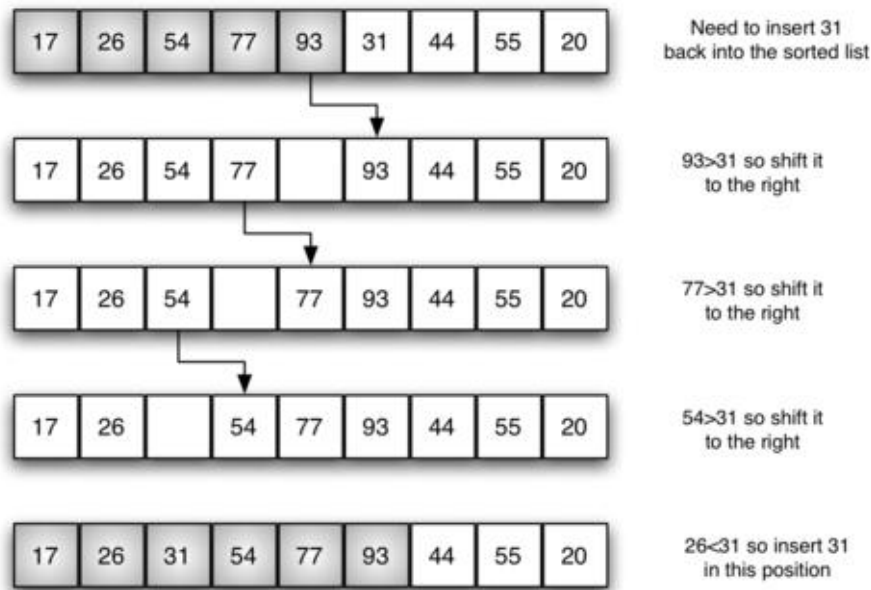 17 26 54 77 93 31 44 55 20
Need to insert 31
back into the sorted list
17 26 54 77 93 44 55 20
93>31 so shift it
to the right
17 26 54 77 93 44 55 20
77>31 so shift it
to the right
17 26 54 77 93 44 55 20
54>31 so shift it
to the right
17 26 31 54 77 93 44 55 20
26<31 so insert 31
in this position